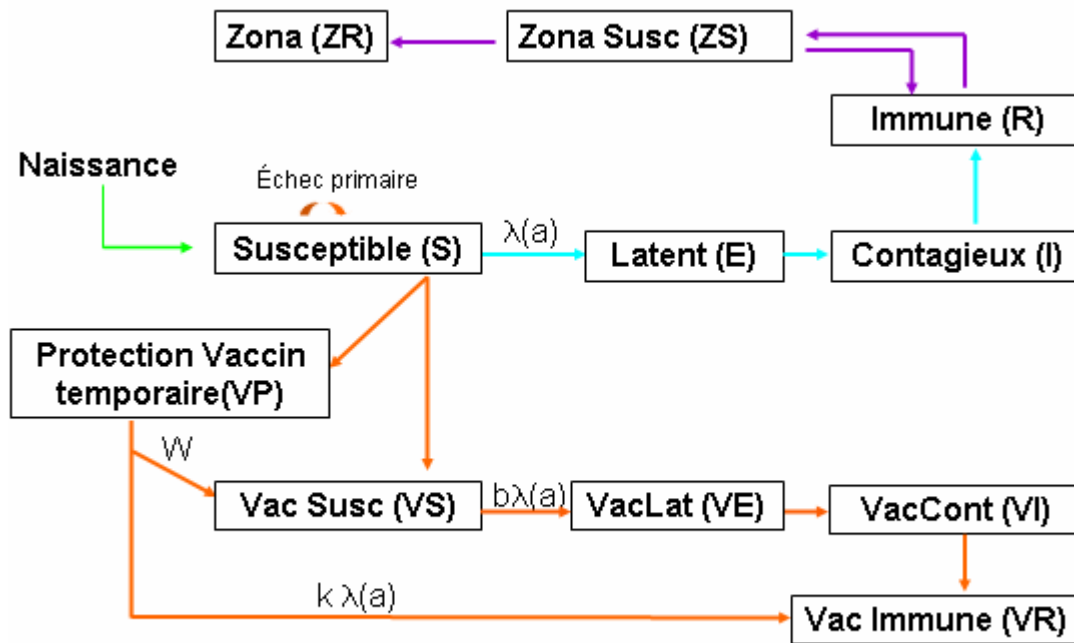 Zona (ZR)
Zona Susc (ZS)
Immune (R)
Naissance
Échec primaire
Susceptible (S)
λ(a)
Latent (E)
Contagieux (I)
Protection Vaccin
temporaire(VP)
W
Vac Susc (VS)
bλ(a)
VacLat (VE)
VacCont (VI)
k λ(a)
Vac Immune (VR)